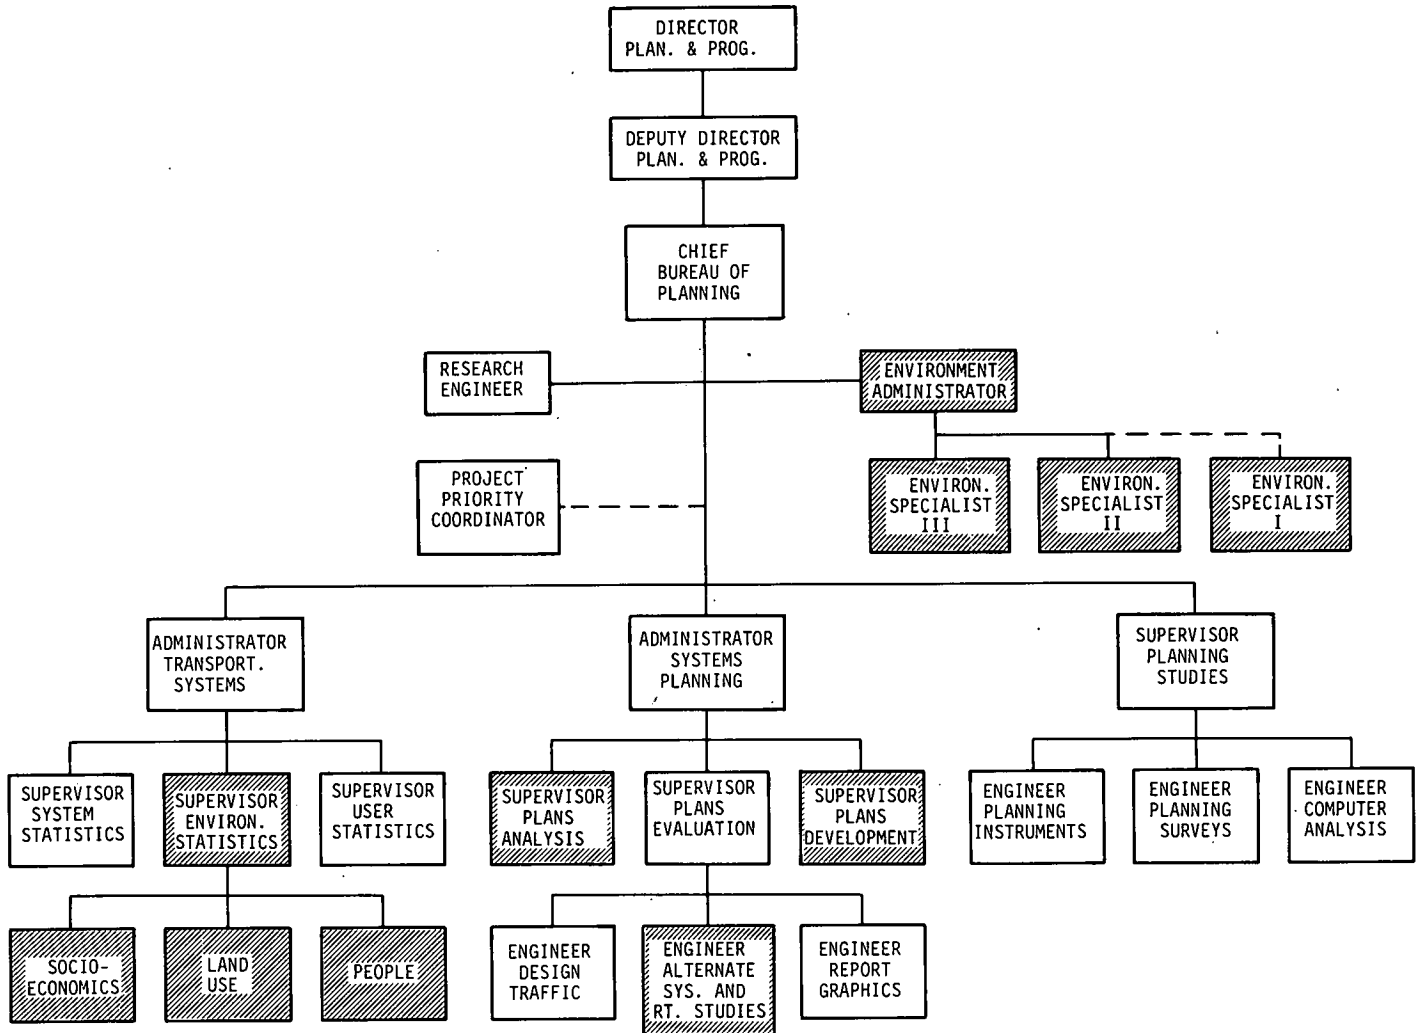 DIRECTOR
PLAN. & PROG.
DEPUTY DIRECTOR
PLAN. & PROG.
CHIEF
BUREAU OF
PLANNING
RESEARCH
ENGINEER
ENVIRONMENT
ADMINISTRATOR
PROJECT
PRIORITY
COORDINATOR
ENVIRON.
SPECIALIST
III
ENVIRON.
SPECIALIST
II
ENVIRON.
SPECIALIST
I
ADMINISTRATOR
TRANSPORT.
SYSTEMS
ADMINISTRATOR
SYSTEMS
PLANNING
SUPERVISOR
PLANNING
STUDIES
SUPERVISOR
SYSTEM
STATISTICS
SUPERVISOR
ENVIRON.
STATISTICS
SUPERVISOR
USER
STATISTICS
SUPERVISOR
PLANS
ANALYSIS
SUPERVISOR
PLANS
EVALUATION
SUPERVISOR
PLANS
DEVELOPMENT
ENGINEER
PLANNING
INSTRUMENTS
ENGINEER
PLANNING
SURVEYS
ENGINEER
COMPUTER
ANALYSIS
SOCIO-
ECONOMICS
LAND
USE
PEOPLE
ENGINEER
DESIGN
TRAFFIC
ENGINEER
ALTERNATE
SYS. AND
RT. STUDIES
ENGINEER
REPORT
GRAPHICS